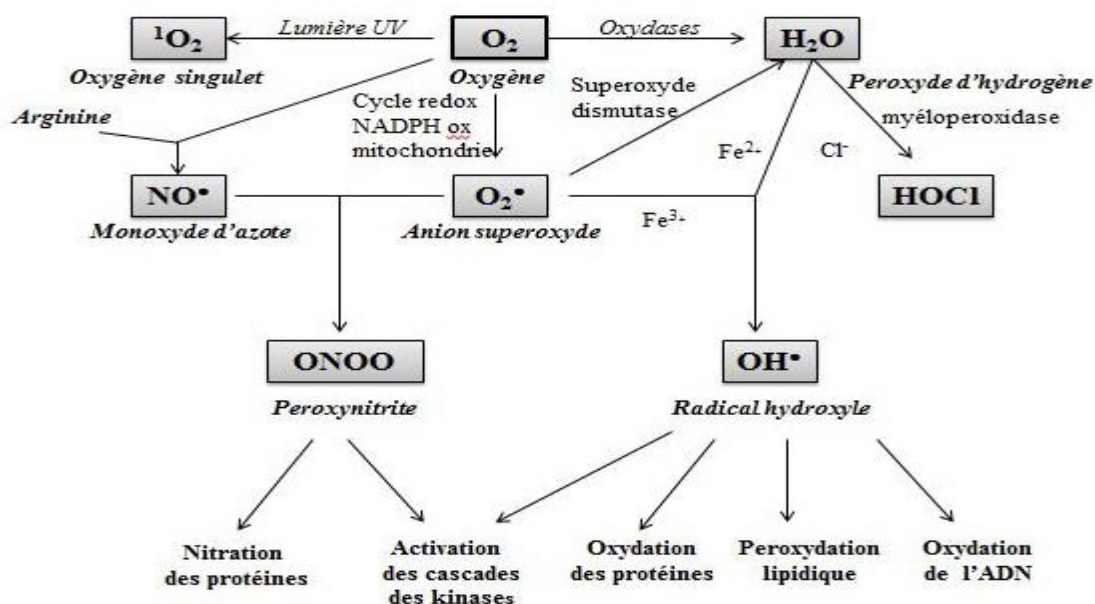 ¹O₂
Lumière UV
O₂
Oxydases
H₂O
Oxygène singulet
Oxygène
Peroxyde d'hydrogène
Arginine
Cycle redox
NADPH ox
mitochondrie
Superoxyde
dismutase
myéloperoxidase
Fe²⁺
Cl⁻
NO•
O₂•
HOCl
Monoxyde d'azote
Anion superoxyde
Fe³⁺
ONOO
OH•
Peroxynitrite
Radical hydroxyle
Nitration
des protéines
Activation
des cascades
des kinases
Oxydation
des protéines
Peroxydation
lipidique
Oxydation
de l'ADN